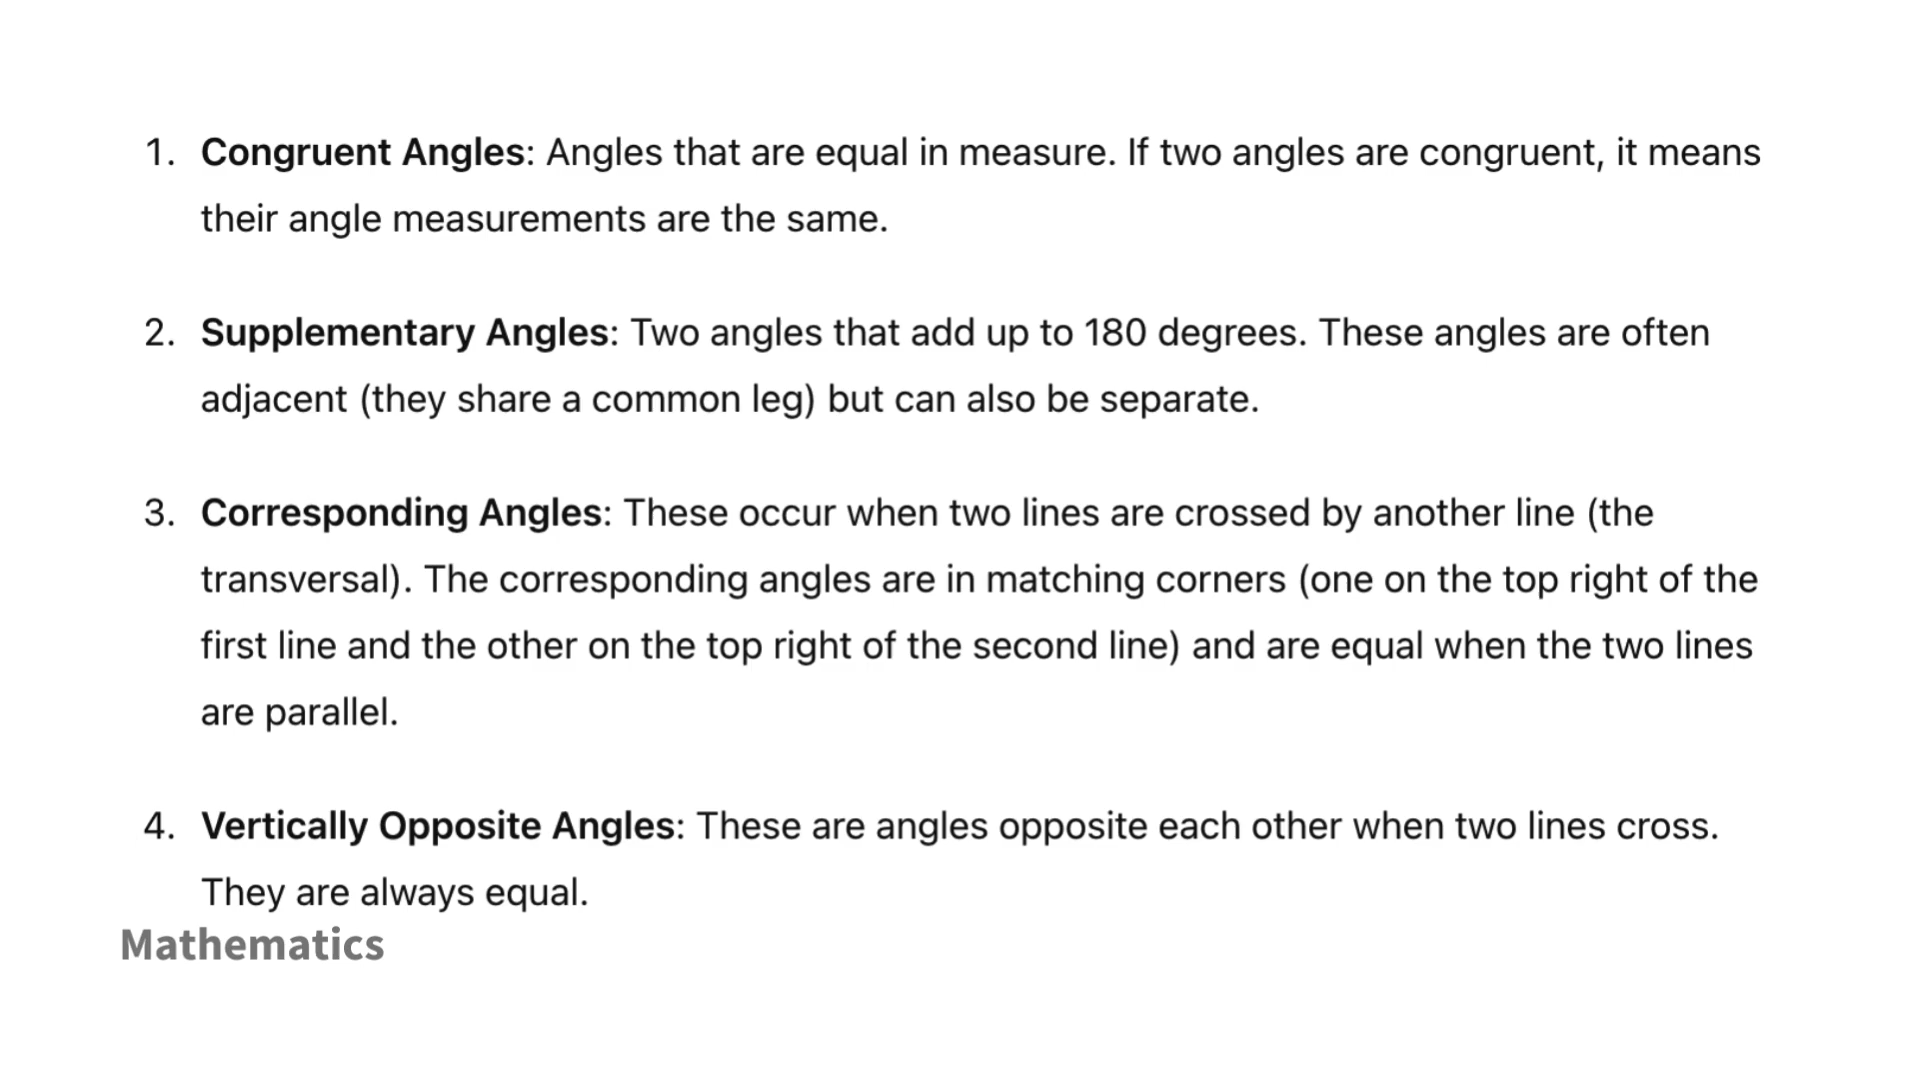 1. Congruent Angles: Angles that are equal in measure. If two angles are congruent, it means
their angle measurements are the same.
2. Supplementary Angles: Two angles that add up to 180 degrees. These angles are often
adjacent (they share a common leg) but can also be separate.
3. Corresponding Angles: These occur when two lines are crossed by another line (the
transversal). The corresponding angles are in matching corners (one on the top right of the
first line and the other on the top right of the second line) and are equal when the two lines
are parallel.
4. Vertically Opposite Angles: These are angles opposite each other when two lines cross.
They are always equal.
Mathematics